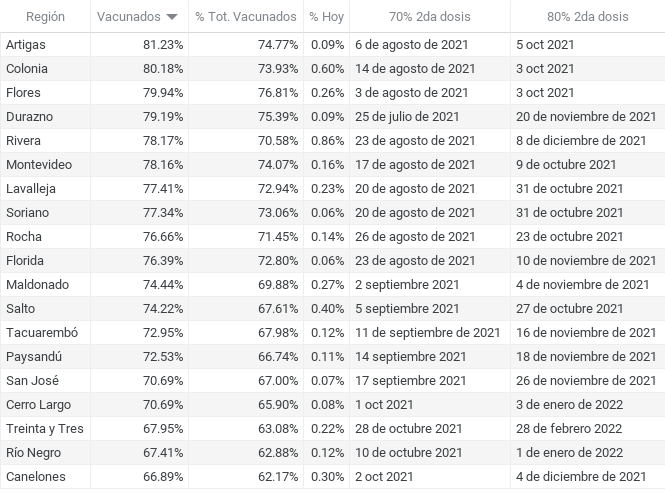 Región Vacunados % Tot. Vacunados % Hoy 70% 2da dosis 80% 2da dosis
Artigas 81.23% 74.77% 0.09% 6 de agosto de 2021 5 oct 2021
Colonia 80.18% 73.93% 0.60% 14 de agosto de 2021 3 oct 2021
Flores 79.94% 76.81% 0.26% 3 de agosto de 2021 3 oct 2021
Durazno 79.19% 75.39% 0.09% 25 de julio de 2021 20 de noviembre de 2021
Rivera 78.17% 70.58% 0.86% 23 de agosto de 2021 8 de diciembre de 2021
Montevideo 78.16% 74.07% 0.16% 17 de agosto de 2021 9 de octubre 2021
Lavalleja 77.41% 72.94% 0.23% 20 de agosto de 2021 31 de octubre de 2021
Soriano 77.34% 73.06% 0.06% 20 de agosto de 2021 31 de octubre de 2021
Rocha 76.66% 71.45% 0.14% 26 de agosto de 2021 23 de octubre de 2021
Florida 76.39% 72.80% 0.06% 23 de agosto de 2021 10 de noviembre de 2021
Maldonado 74.44% 69.88% 0.27% 2 septiembre 2021 4 de noviembre de 2021
Salto 74.22% 67.61% 0.40% 5 septiembre 2021 27 de octubre de 2021
Tacuarembó 72.95% 67.98% 0.12% 11 de septiembre de 2021 16 de noviembre de 2021
Paysandú 72.53% 66.74% 0.11% 14 septiembre 2021 18 de noviembre de 2021
San José 70.69% 67.00% 0.07% 17 septiembre 2021 26 de noviembre de 2021
Cerro Largo 70.69% 65.90% 0.08% 1 oct 2021 3 de enero de 2022
Treinta y Tres 67.95% 63.08% 0.22% 28 de octubre de 2021 28 de febrero 2022
Río Negro 67.41% 62.88% 0.12% 10 de octubre de 2021 1 de enero de 2022
Canelones 66.89% 62.17% 0.30% 2 oct 2021 4 de diciembre de 2021